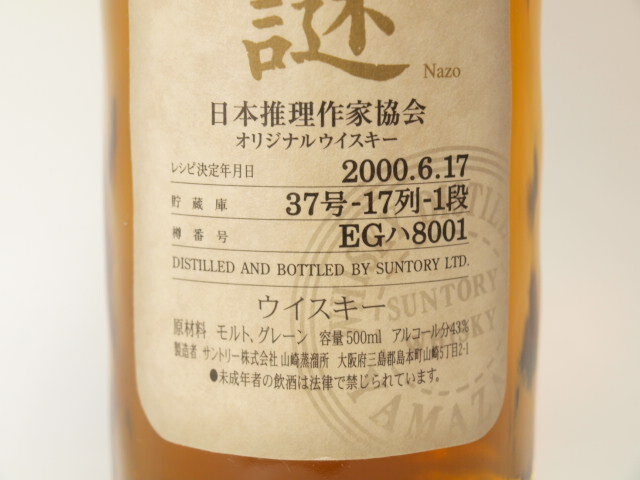 謎
Nazo
日本推理作家協会
オリジナルウイスキー
レシピ決定年月日 2000.6.17
貯蔵庫 37号-17列-1段
樽番号 EGハ8001
DISTILLED AND BOTTLED BY SUNTORY LTD.
ウイスキー
原材料 モルト、グレーン 容量500ml アルコール分43%
製造者 サントリー株式会社 山崎蒸溜所 大阪府三島郡島本町山崎5丁目2-1
●未成年者の飲酒は法律で禁じられています。
SUNTORY